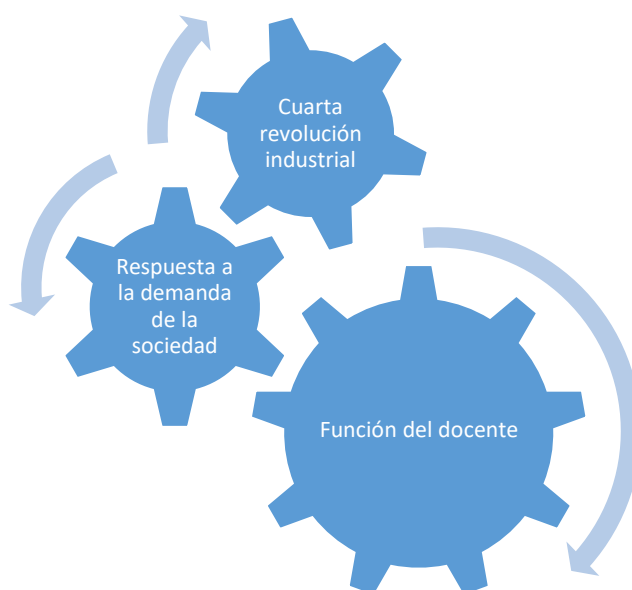 Cuarta
revolución
industrial
Respuesta a
la demanda
de la
sociedad
Función del docente